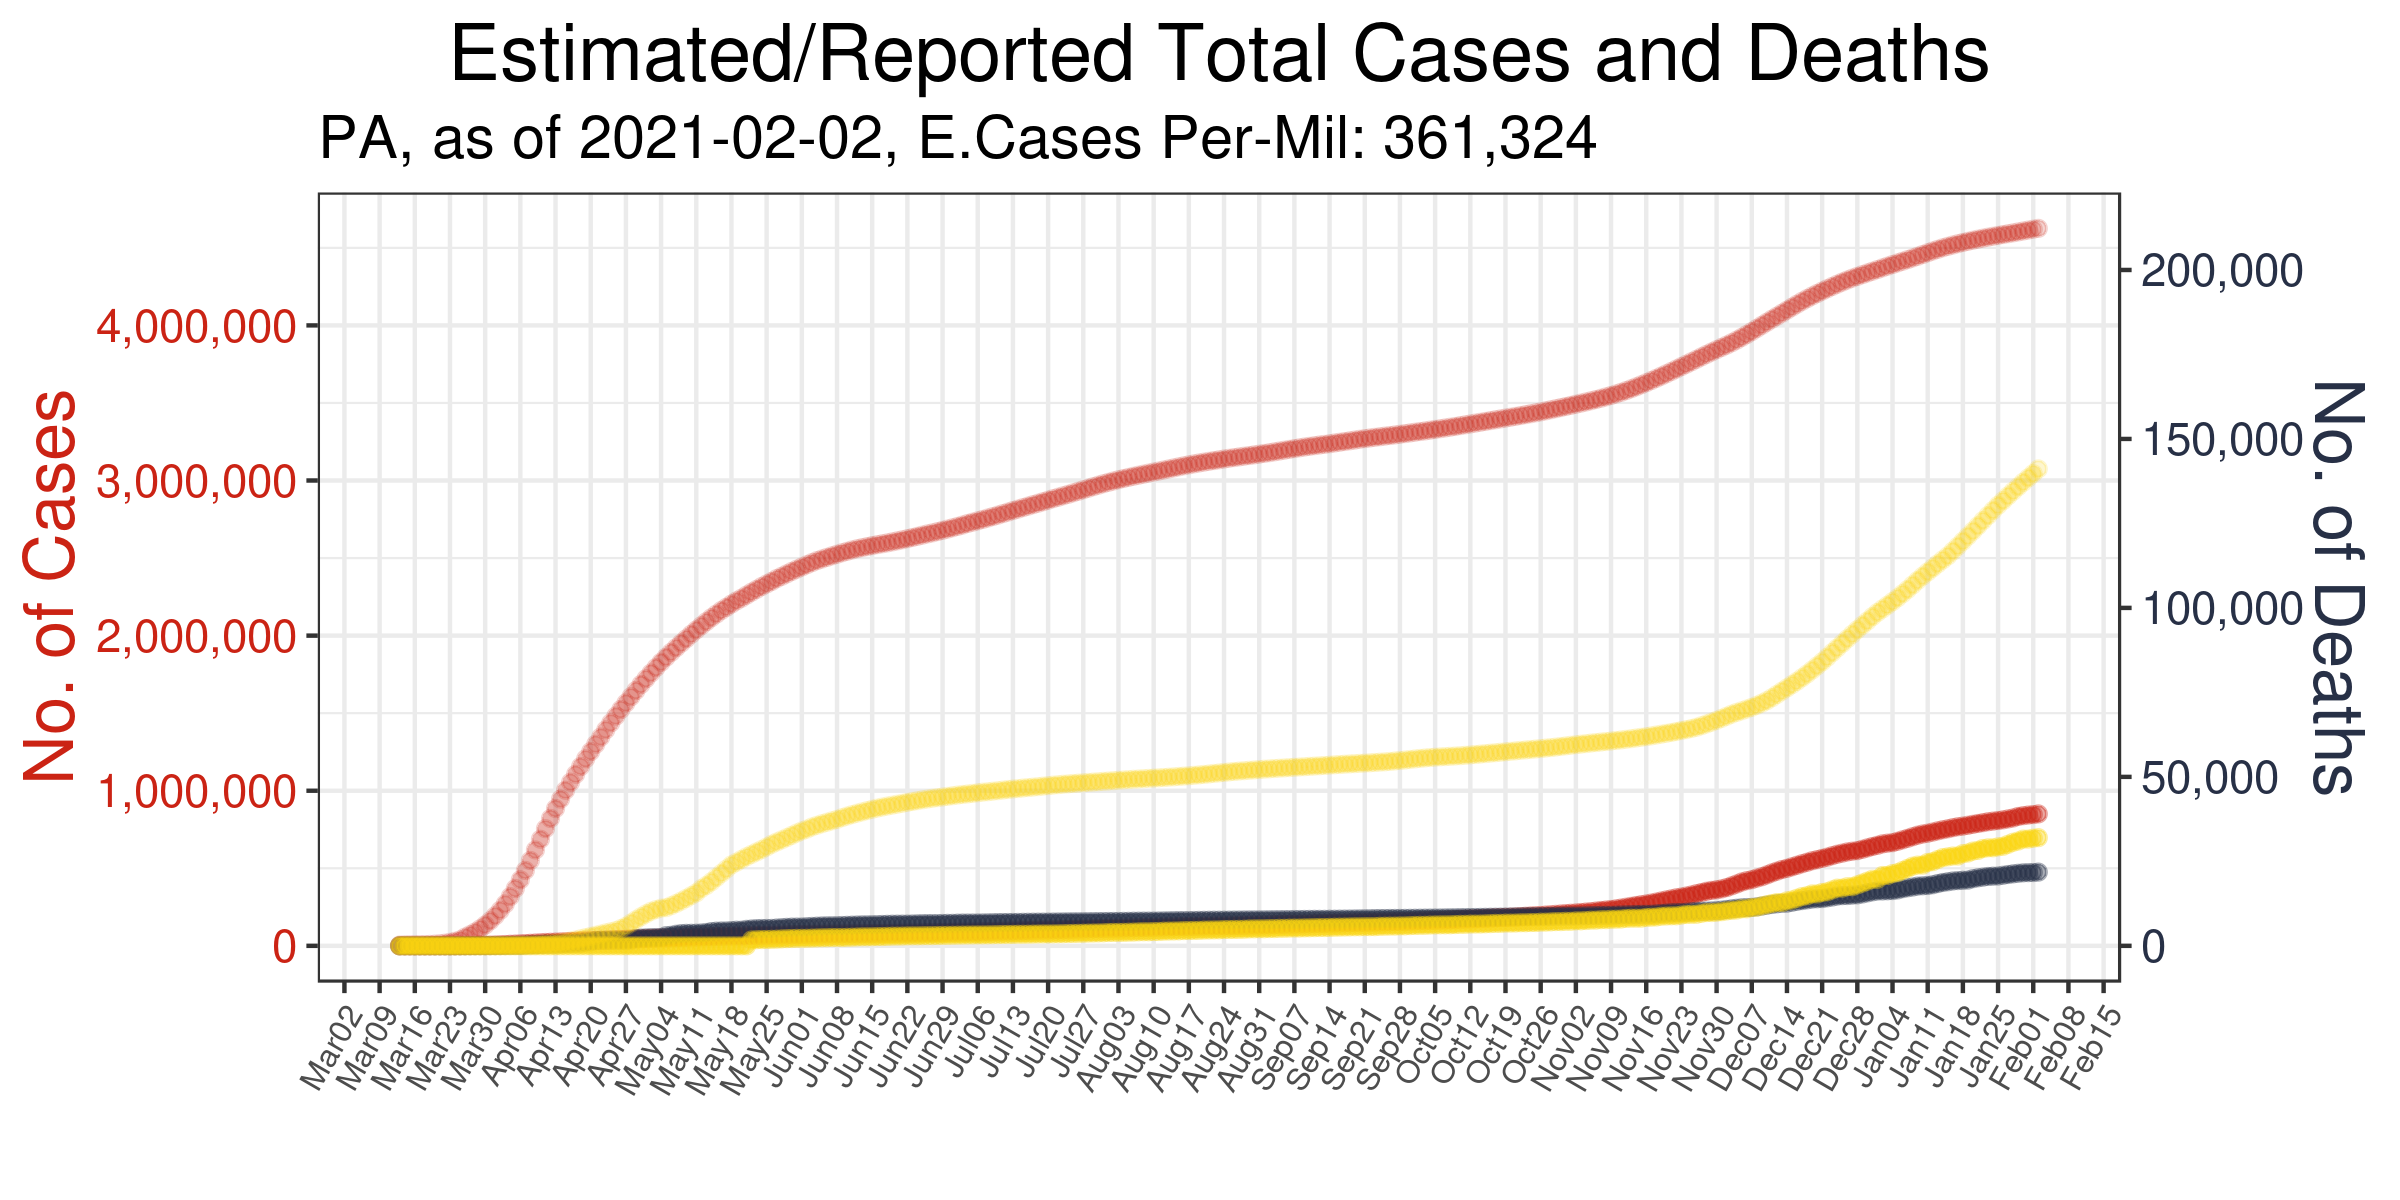 Estimated/Reported Total Cases and Deaths
PA, as of 2021-02-02, E.Cases Per-Mil: 361,324
No. of Cases
4,000,000
3,000,000
2,000,000
1,000,000
0
200,000
150,000
100,000
50,000
0
No. of Deaths
Mar02
Mar09
Mar16
Mar23
Mar30
Apr06
Apr13
Apr20
Apr27
May04
May11
May18
May25
Jun01
Jun08
Jun15
Jun22
Jun29
Jul06
Jul13
Jul20
Jul27
Aug03
Aug10
Aug17
Aug24
Aug31
Sep07
Sep14
Sep21
Sep28
Oct05
Oct12
Oct19
Oct26
Nov02
Nov09
Nov16
Nov23
Nov30
Dec07
Dec14
Dec21
Dec28
Jan04
Jan11
Jan18
Jan25
Feb01
Feb08
Feb15